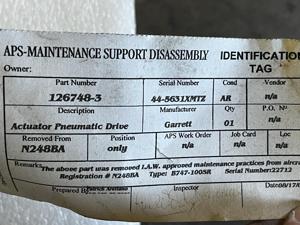 APS-MAINTENANCE SUPPORT DISASSEMBLY IDENTIFICATION TAG
Owner:
Part Number Serial Number Cond Vendor
126748-3 44-5631XMTZ AR n/a
Description Manufacturer Qty P.O. Nº
Actuator Pneumatic Drive Garrett 01 n/a
Removed From Position APS Work Order Job Card Loc
N248BA only n/a n/a n/a
Remarks
The above part was removed I.A.W. approved maintenance practices from
Registration # N248BA Type: B747-100SR Serial Number:22712
Prepared By Inspector Date